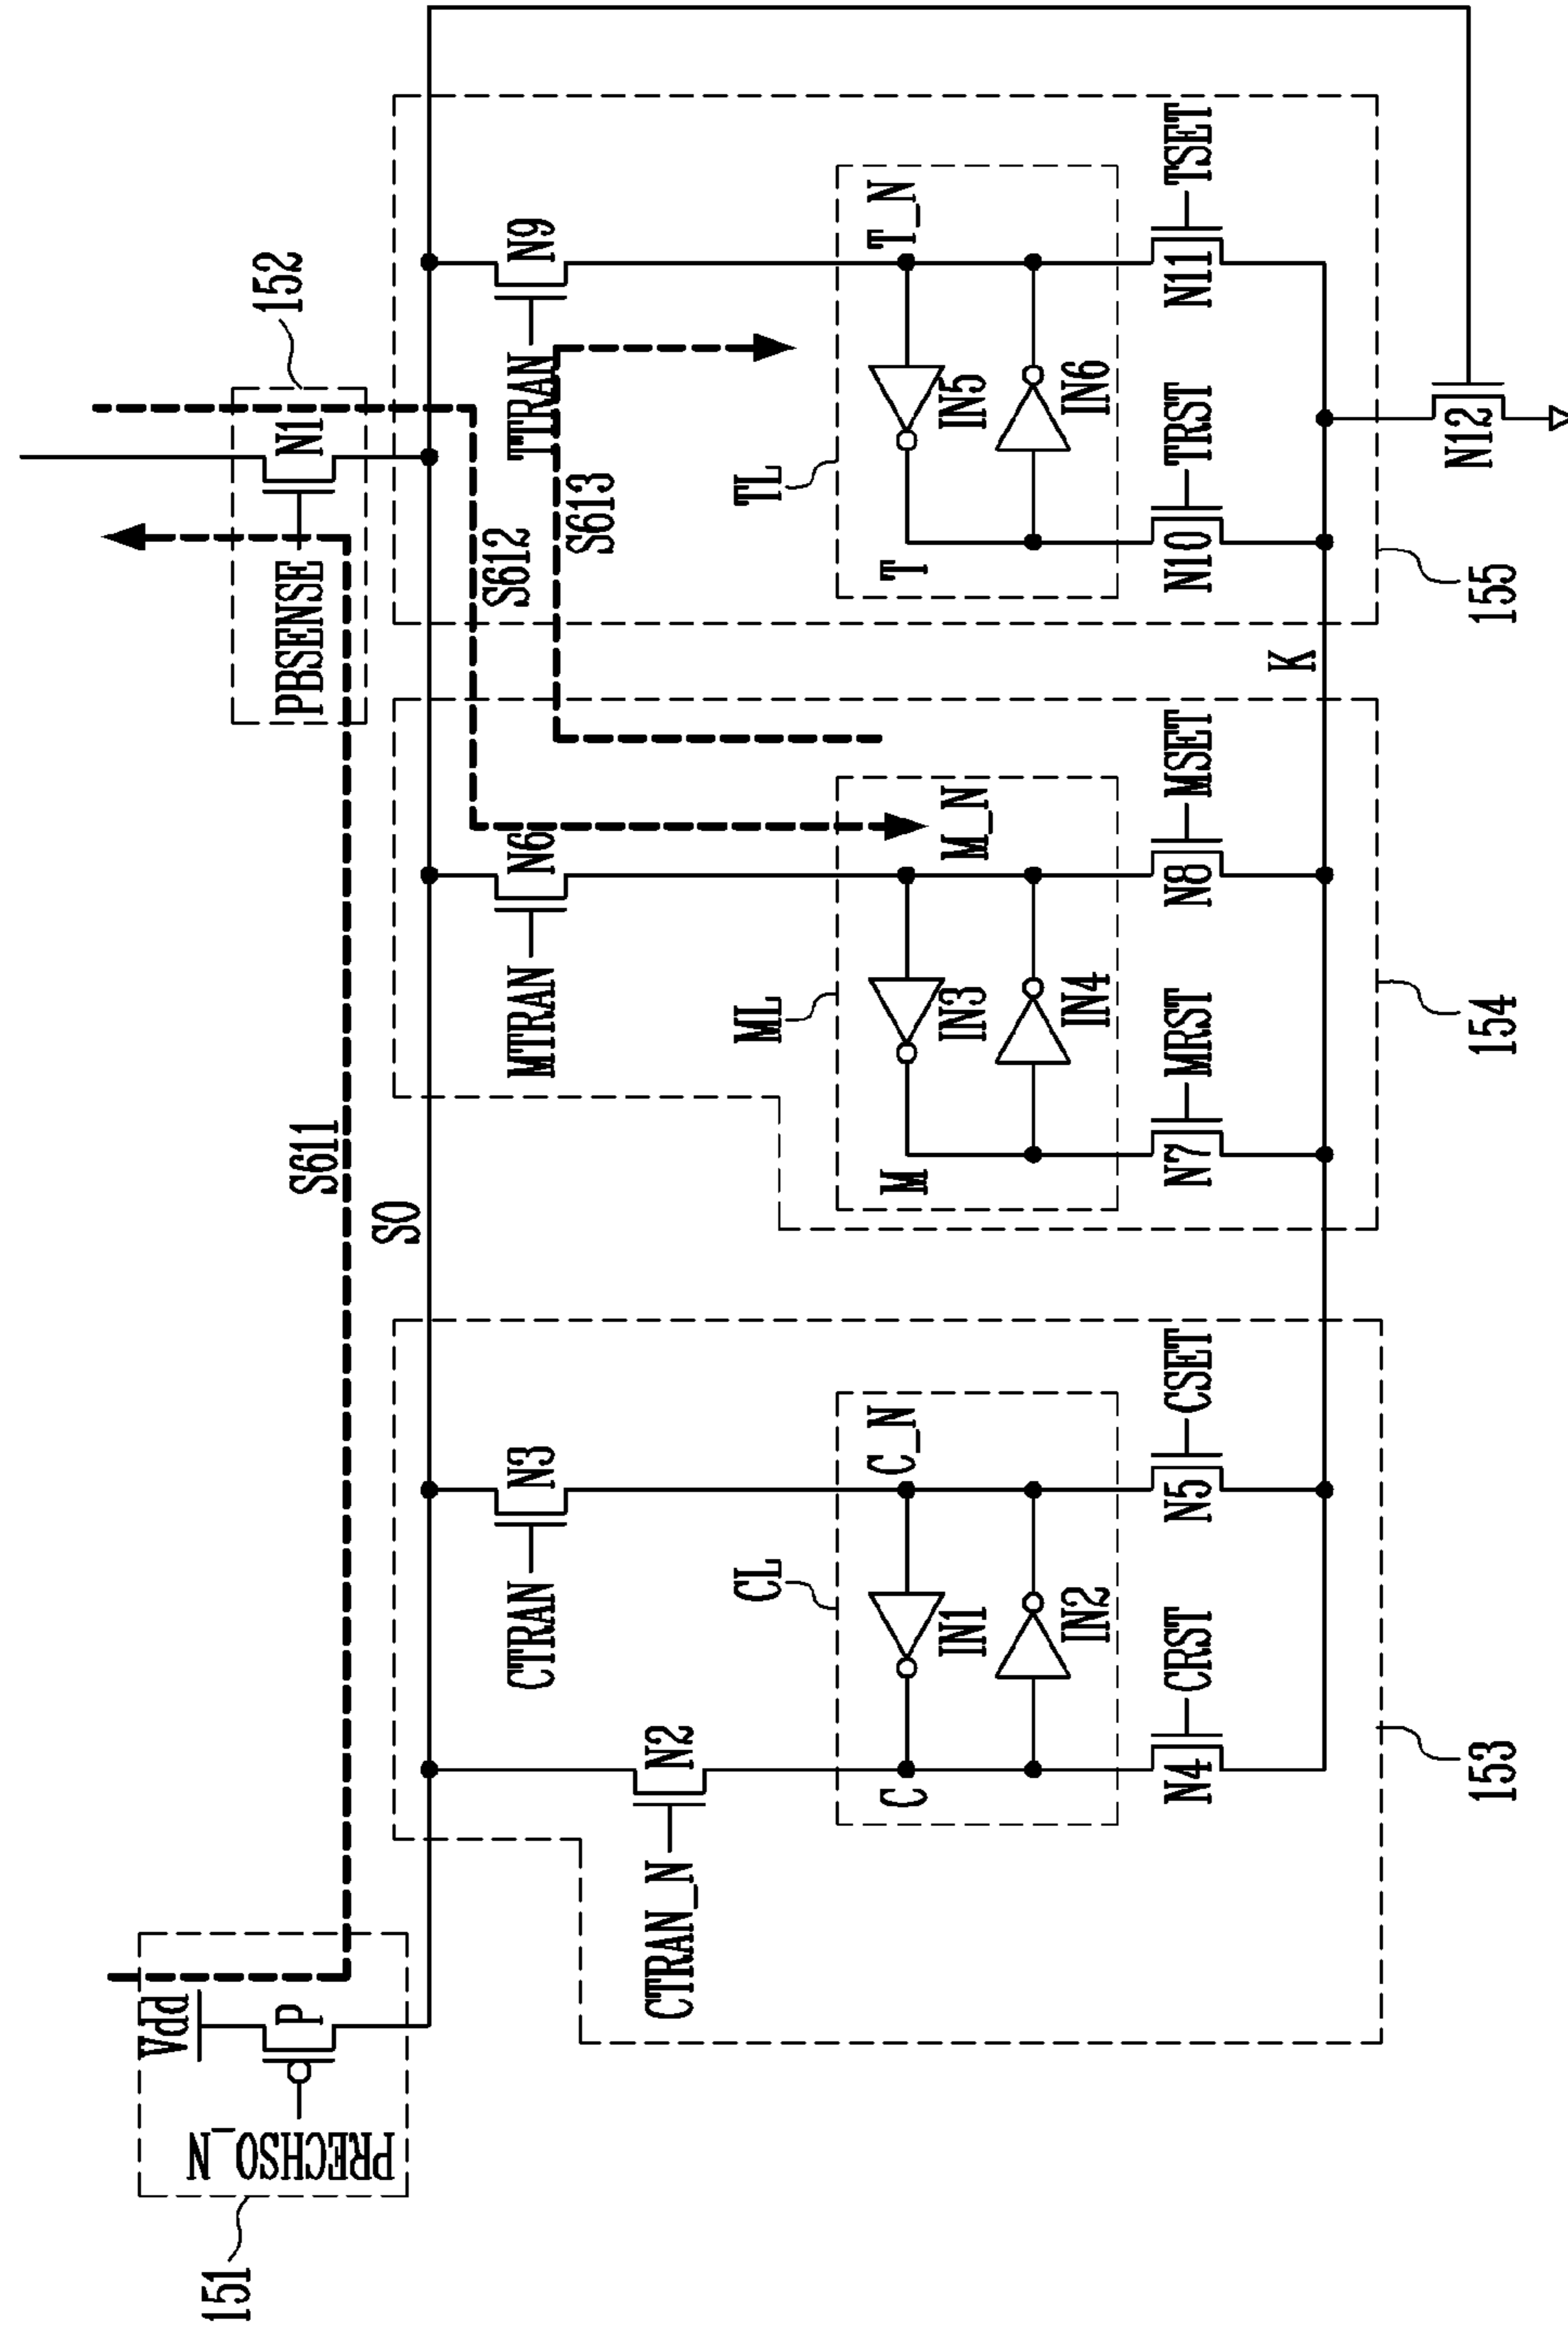 152
N1
PBSENSE
S611
SO
Vdd
P
PRECHSO_N
151
N9
TTRAN
S612
S613
N6
MTRAN
N3
CTRAN
N2
CTRAN_N
T_N
IN5
IN6
TL
T
M_N
IN3
IN4
ML
M
C_N
IN1
IN2
CL
C
TSET
N11
TRST
N10
MSET
N8
MRST
N7
CSET
N5
CRST
N4
K
N12
155
154
153